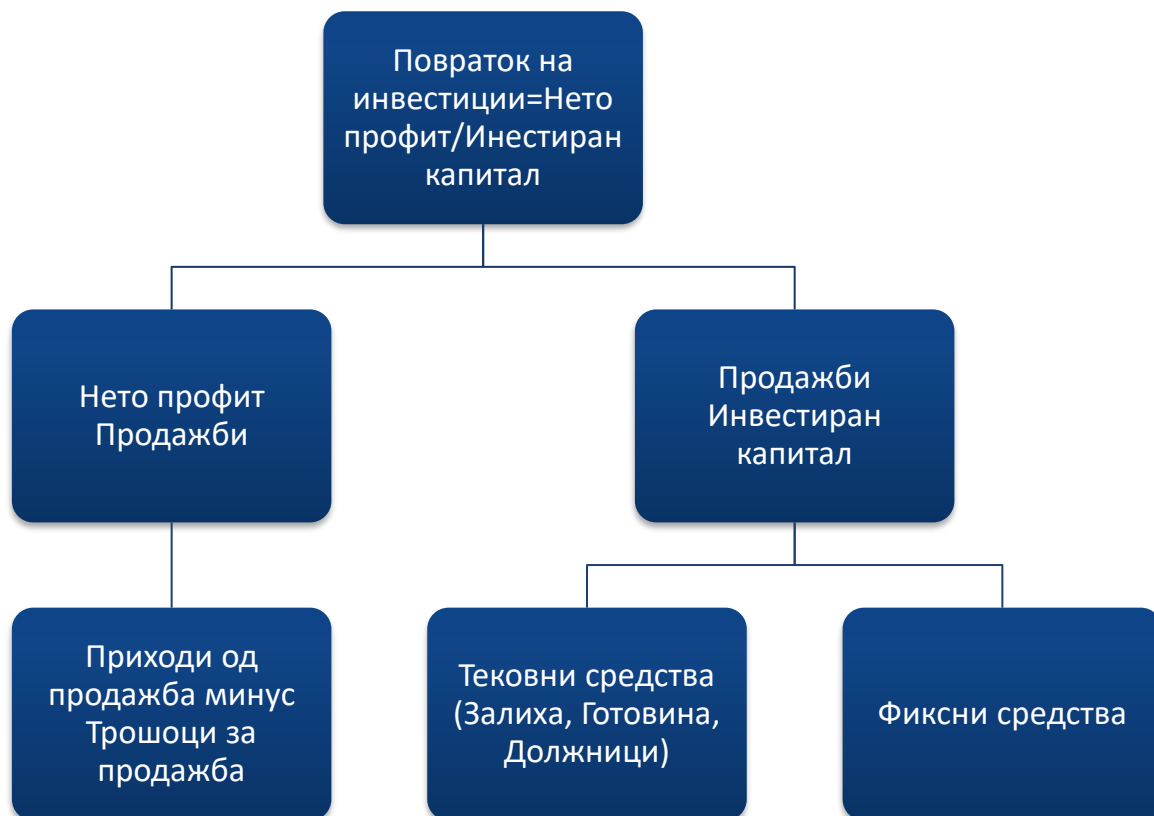 Повраток на
инвестиции=Нето
профит/Инестиран
капитал
Нето профит
Продажби
Продажби
Инвестиран
капитал
Приходи од
продажба минус
Трошоци за
продажба
Тековни средства
(Залиха, Готовина,
Должници)
Фиксни средства